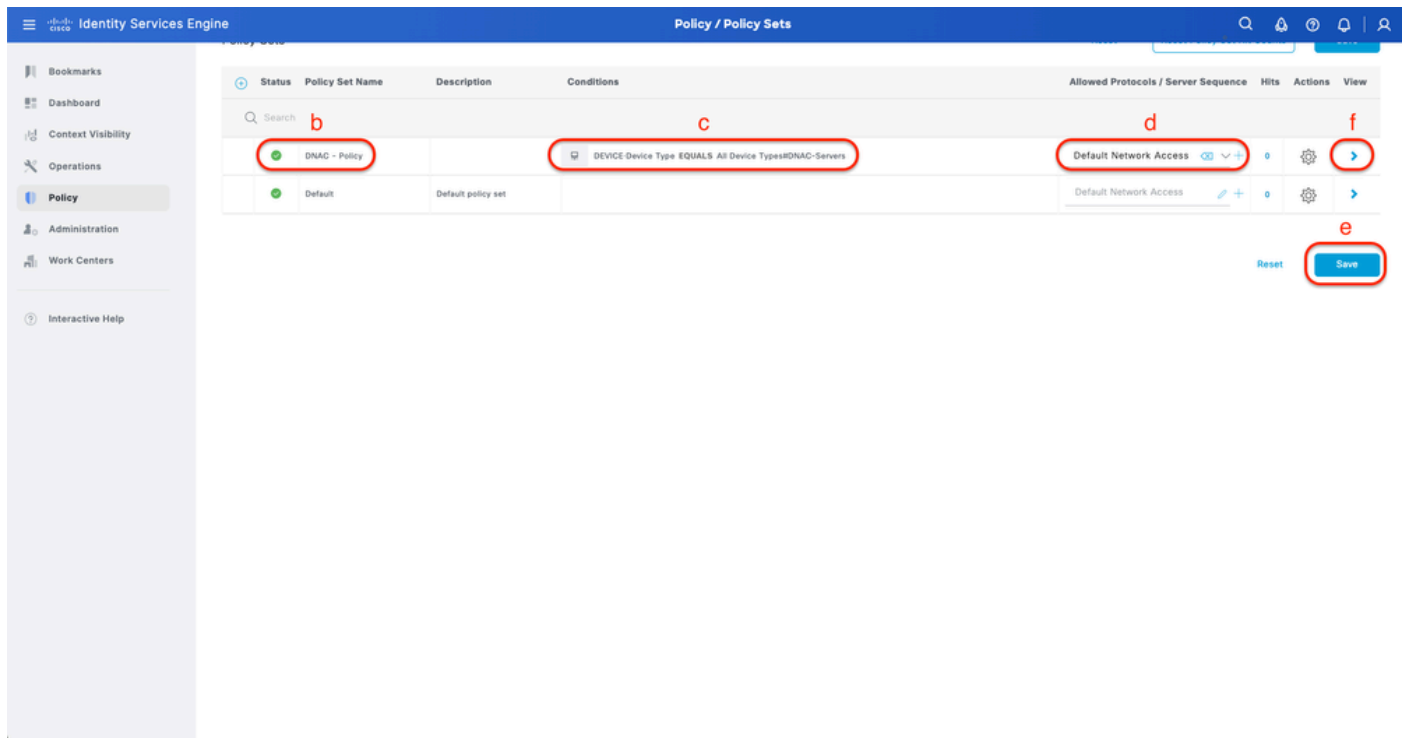 cisco Identity Services Engine
Policy / Policy Sets
Bookmarks
Dashboard
Context Visibility
Operations
Policy
Administration
Work Centers
Interactive Help
Status Policy Set Name Description Conditions Allowed Protocols / Server Sequence Hits Actions View
Search
b c d f
DNAC - Policy DEVICE·Device Type EQUALS All Device Types#DNAC-Servers Default Network Access 0
Default Default policy set Default Network Access 0
e
Reset Save